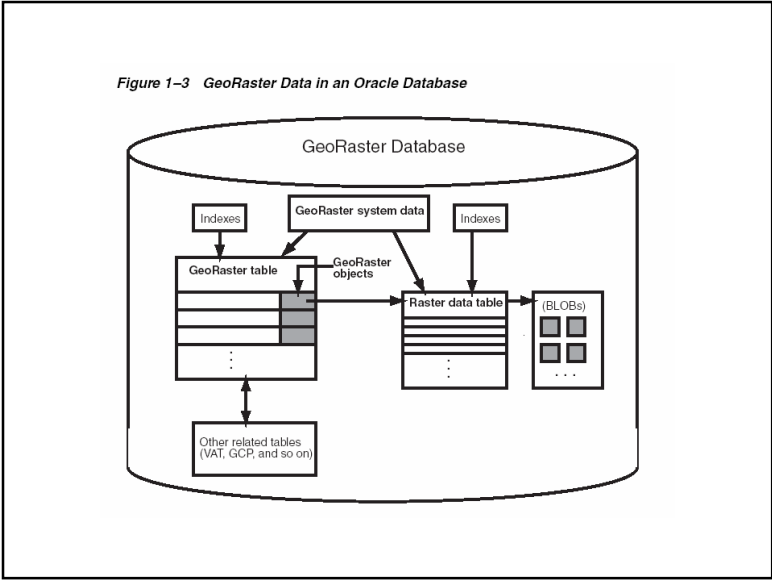 Figure 1–3 GeoRaster Data in an Oracle Database
GeoRaster Database
Indexes
GeoRaster system data
Indexes
GeoRaster table
GeoRaster
objects
Raster data table
(BLOBs)
. . .
Other related tables
(VAT, GCP, and so on)